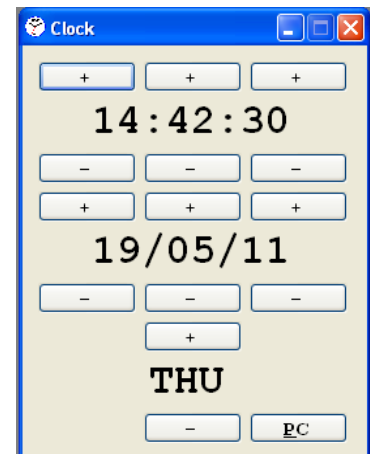 Clock
+ + +
14:42:30
– – –
+ + +
19/05/11
– – –
+
THU
– PC